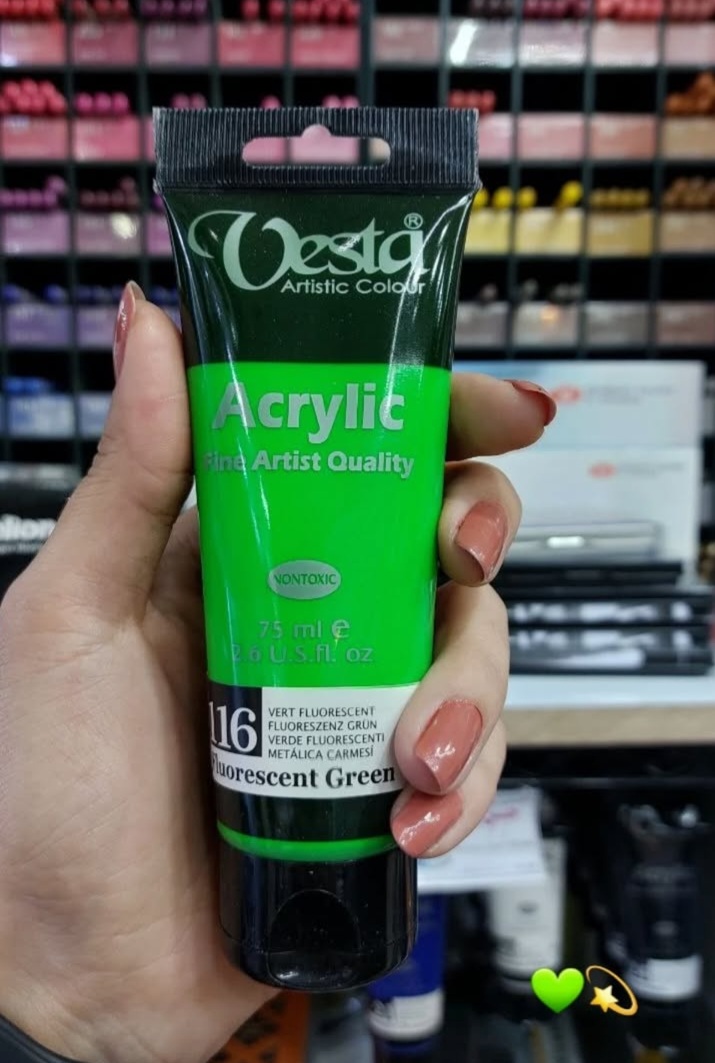 Vesta®
Artistic Colour
Acrylic
Fine Artist Quality
NONTOXIC
75 ml e
2.6 U.S.fl. oz
116
VERT FLUORESCENT
FLUORESZENZ GRÜN
VERDE FLUORESCENTI
METÁLICA CARMESÍ
Fluorescent Green